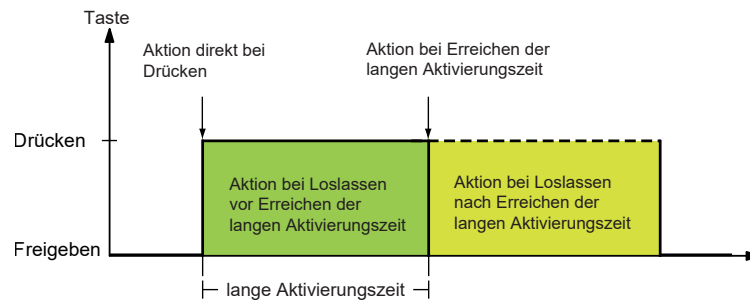 Taste
Aktion direkt bei
Drücken
Aktion bei Erreichen der
langen Aktivierungszeit
Drücken
Aktion bei Loslassen
vor Erreichen der
langen Aktivierungszeit
Aktion bei Loslassen
nach Erreichen der
langen Aktivierungszeit
Freigeben
lange Aktivierungszeit